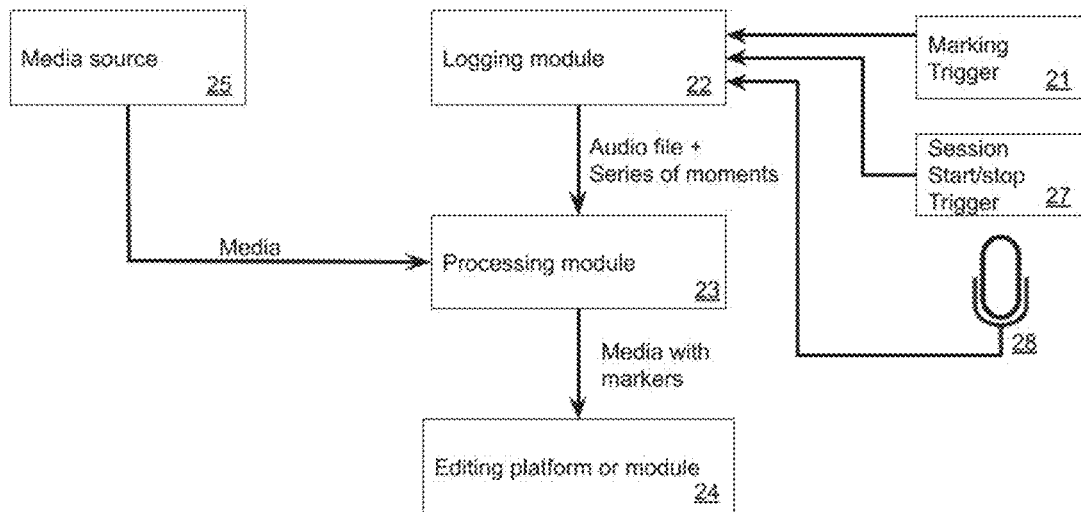 Media source
25
Logging module
22
Marking
Trigger
21
Session
Start/stop
Trigger
27
28
Audio file +
Series of moments
Media
Processing module
23
Media with
markers
Editing platform or module
24